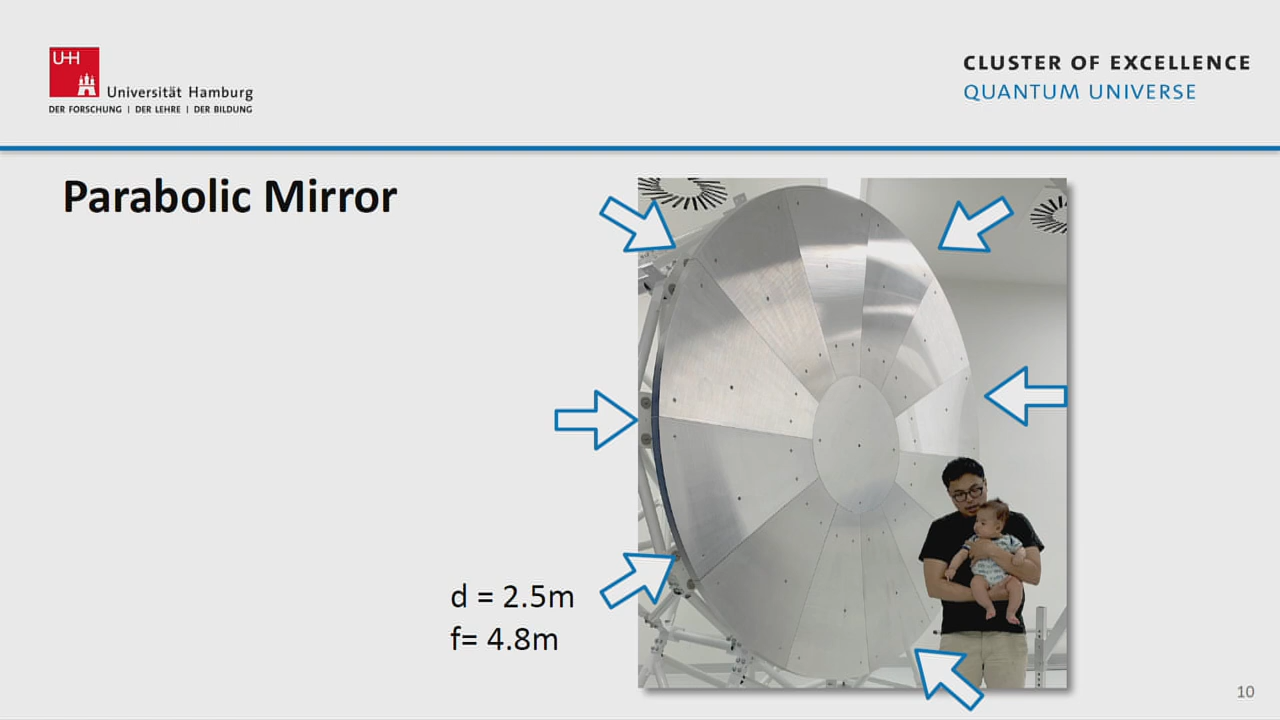 UHH
Universität Hamburg
DER FORSCHUNG | DER LEHRE | DER BILDUNG
CLUSTER OF EXCELLENCE
QUANTUM UNIVERSE
Parabolic Mirror
d = 2.5m
f= 4.8m
10